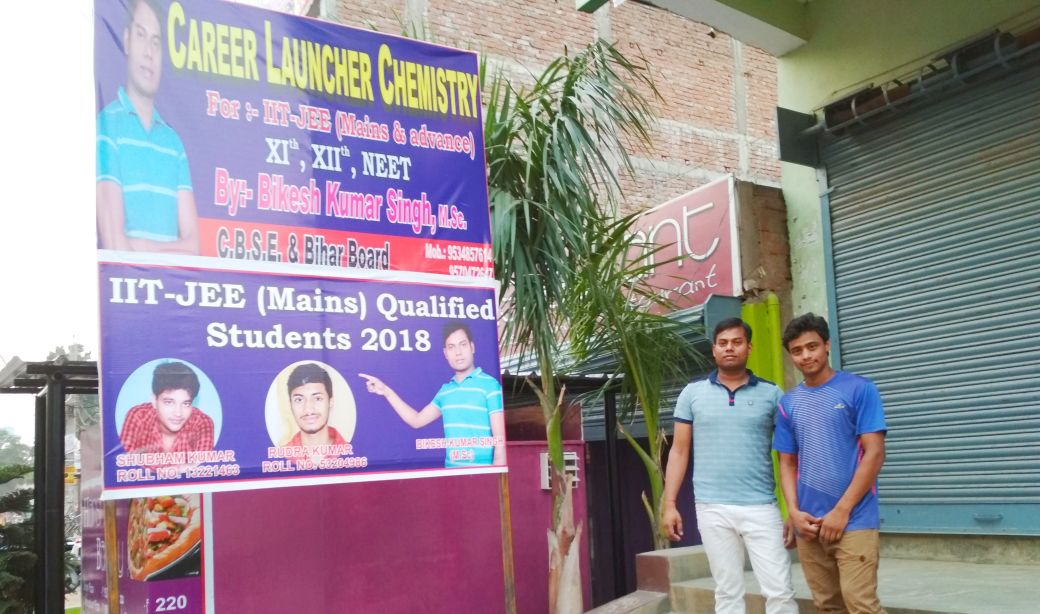 CAREER LAUNCHER CHEMISTRY
For :- IIT-JEE (Mains & advance)
XIth, XIIth, NEET
By:- Bikesh Kumar Singh, M.Sc.
C.B.S.E. & Bihar Board
Mob.:
IIT-JEE (Mains) Qualified
Students 2018
SHUBHAM KUMAR
ROLL NO. 13221463
RUDRA KUMAR
ROLL NO.
BIKESH KUMAR SINGH
(M.Sc)
220